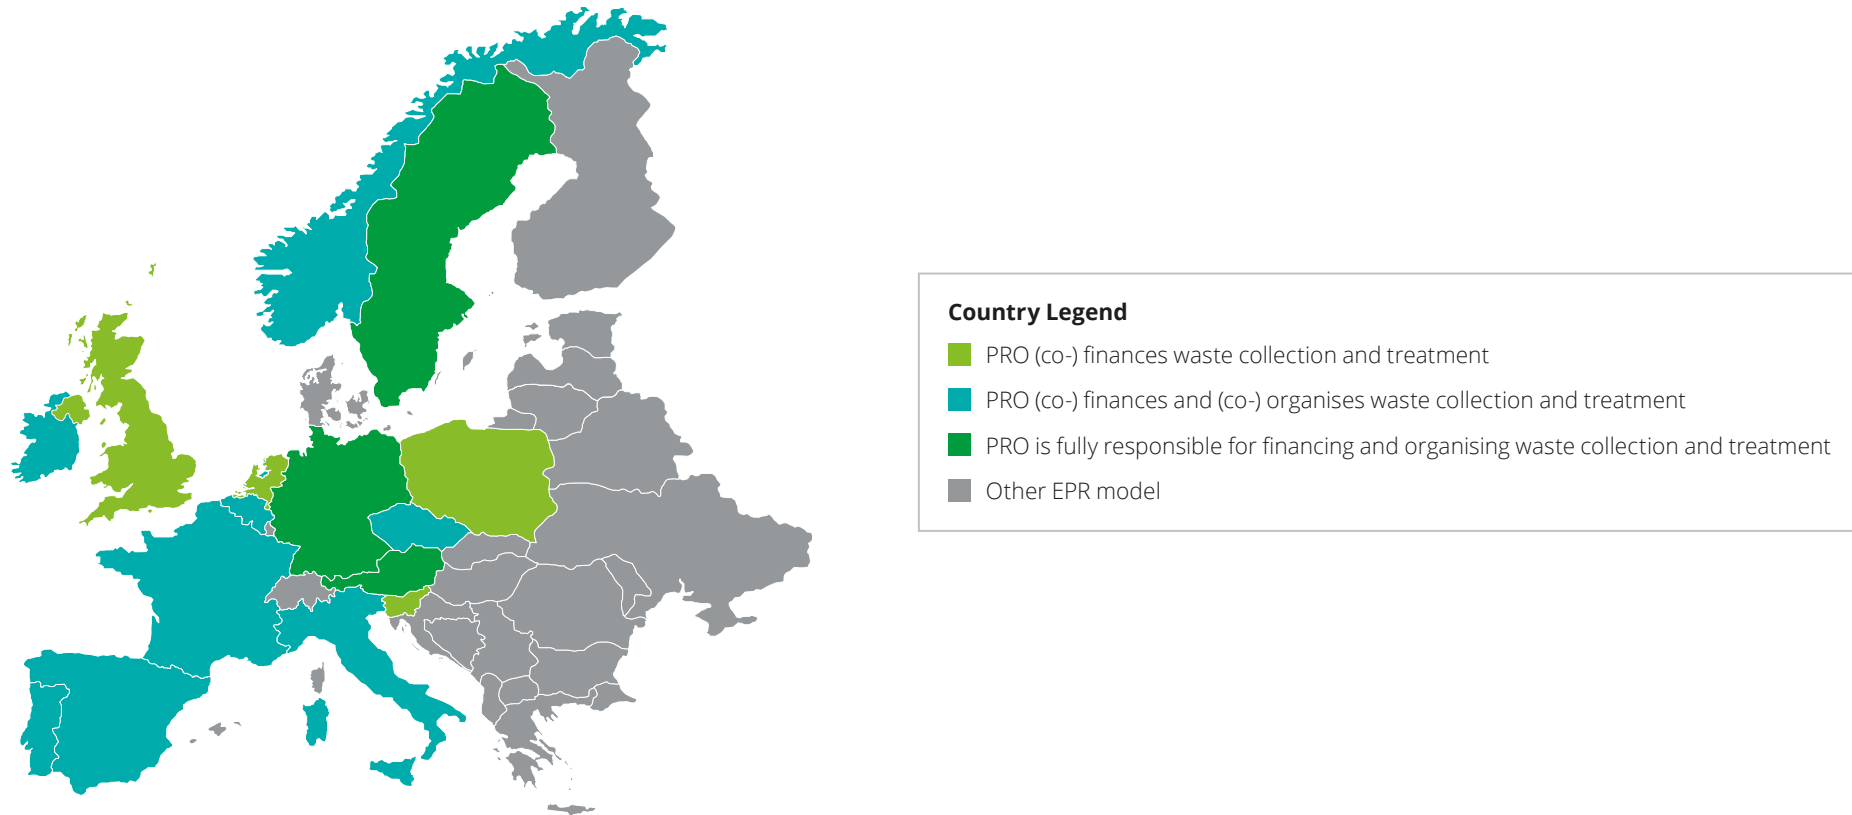 Country Legend
PRO (co-) finances waste collection and treatment
PRO (co-) finances and (co-) organises waste collection and treatment
PRO is fully responsible for financing and organising waste collection and treatment
Other EPR model